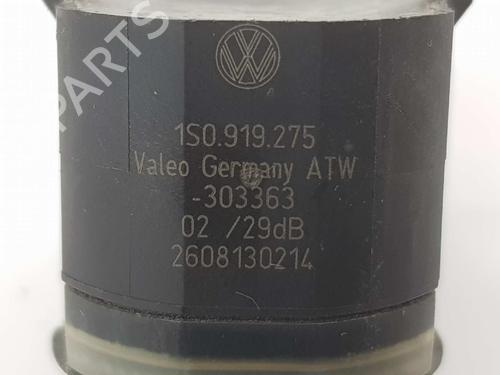 PARTS
1S0.919.275
Valeo Germany ATW
-303363
02 /29dB
2608130214